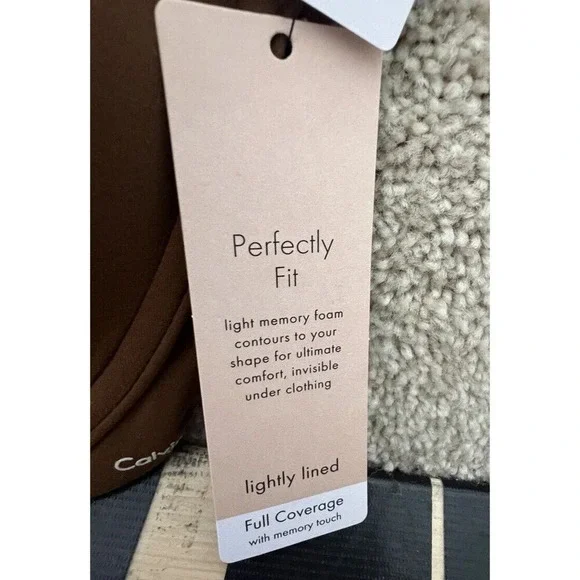 Perfectly
Fit
light memory foam
contours to your
shape for ultimate
comfort, invisible
under clothing
lightly lined
Full Coverage
with memory touch